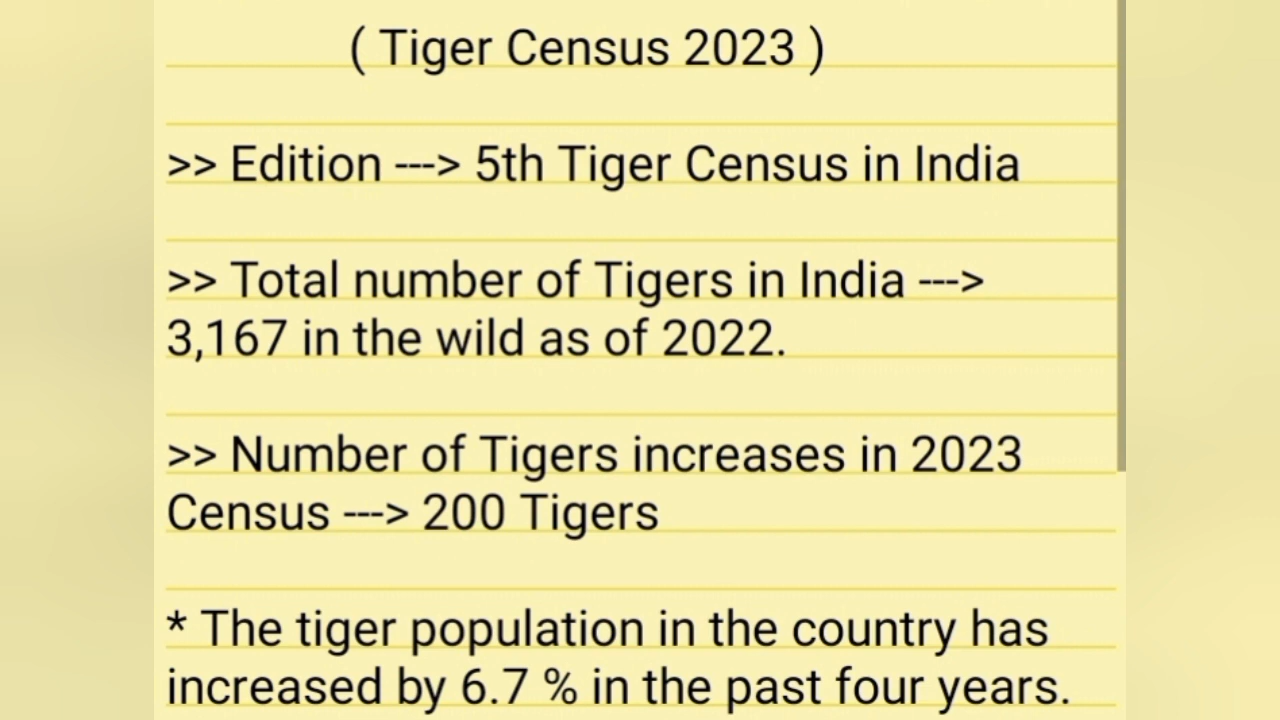 ( Tiger Census 2023 )
>> Edition ---> 5th Tiger Census in India
>> Total number of Tigers in India --->
3,167 in the wild as of 2022.
>> Number of Tigers increases in 2023
Census ---> 200 Tigers
* The tiger population in the country has
increased by 6.7 % in the past four years.